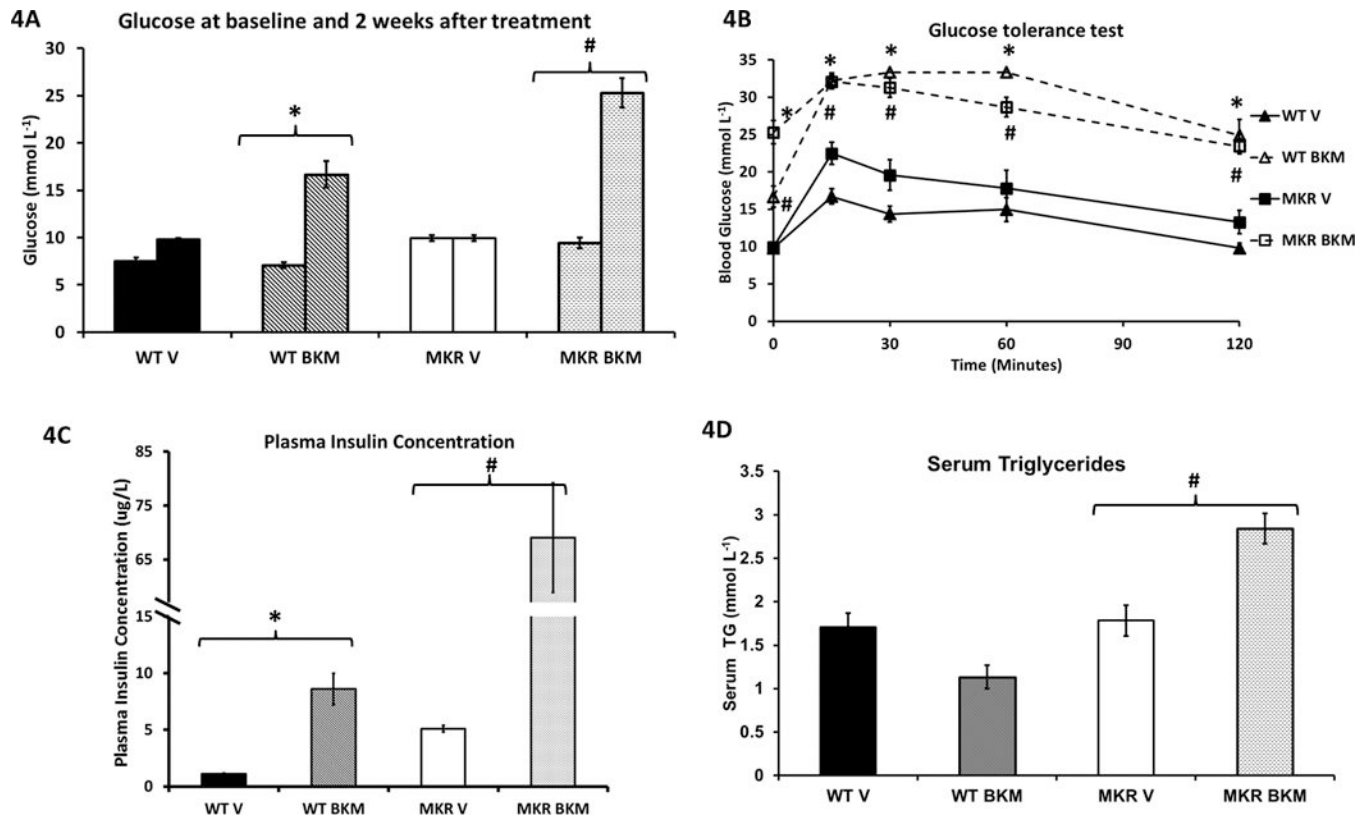 4A
Glucose at baseline and 2 weeks after treatment
Glucose (mmol L-1)
30
25
20
15
10
5
0
*
#
WT V
WT BKM
MKR V
MKR BKM
4B
Glucose tolerance test
Blood Glucose (mmol L-1)
40
35
30
25
20
15
10
5
0
* * * * *
# # # # #
0 30 60 90 120
Time (Minutes)
WT V
WT BKM
MKR V
MKR BKM
4C
Plasma Insulin Concentration
Plasma Insulin Concentration (ug/L)
85
75
65
15
10
5
0
*
#
WT V
WT BKM
MKR V
MKR BKM
4D
Serum Triglycerides
Serum TG (mmol L-1)
3.5
3
2.5
2
1.5
1
0.5
0
#
WT V
WT BKM
MKR V
MKR BKM